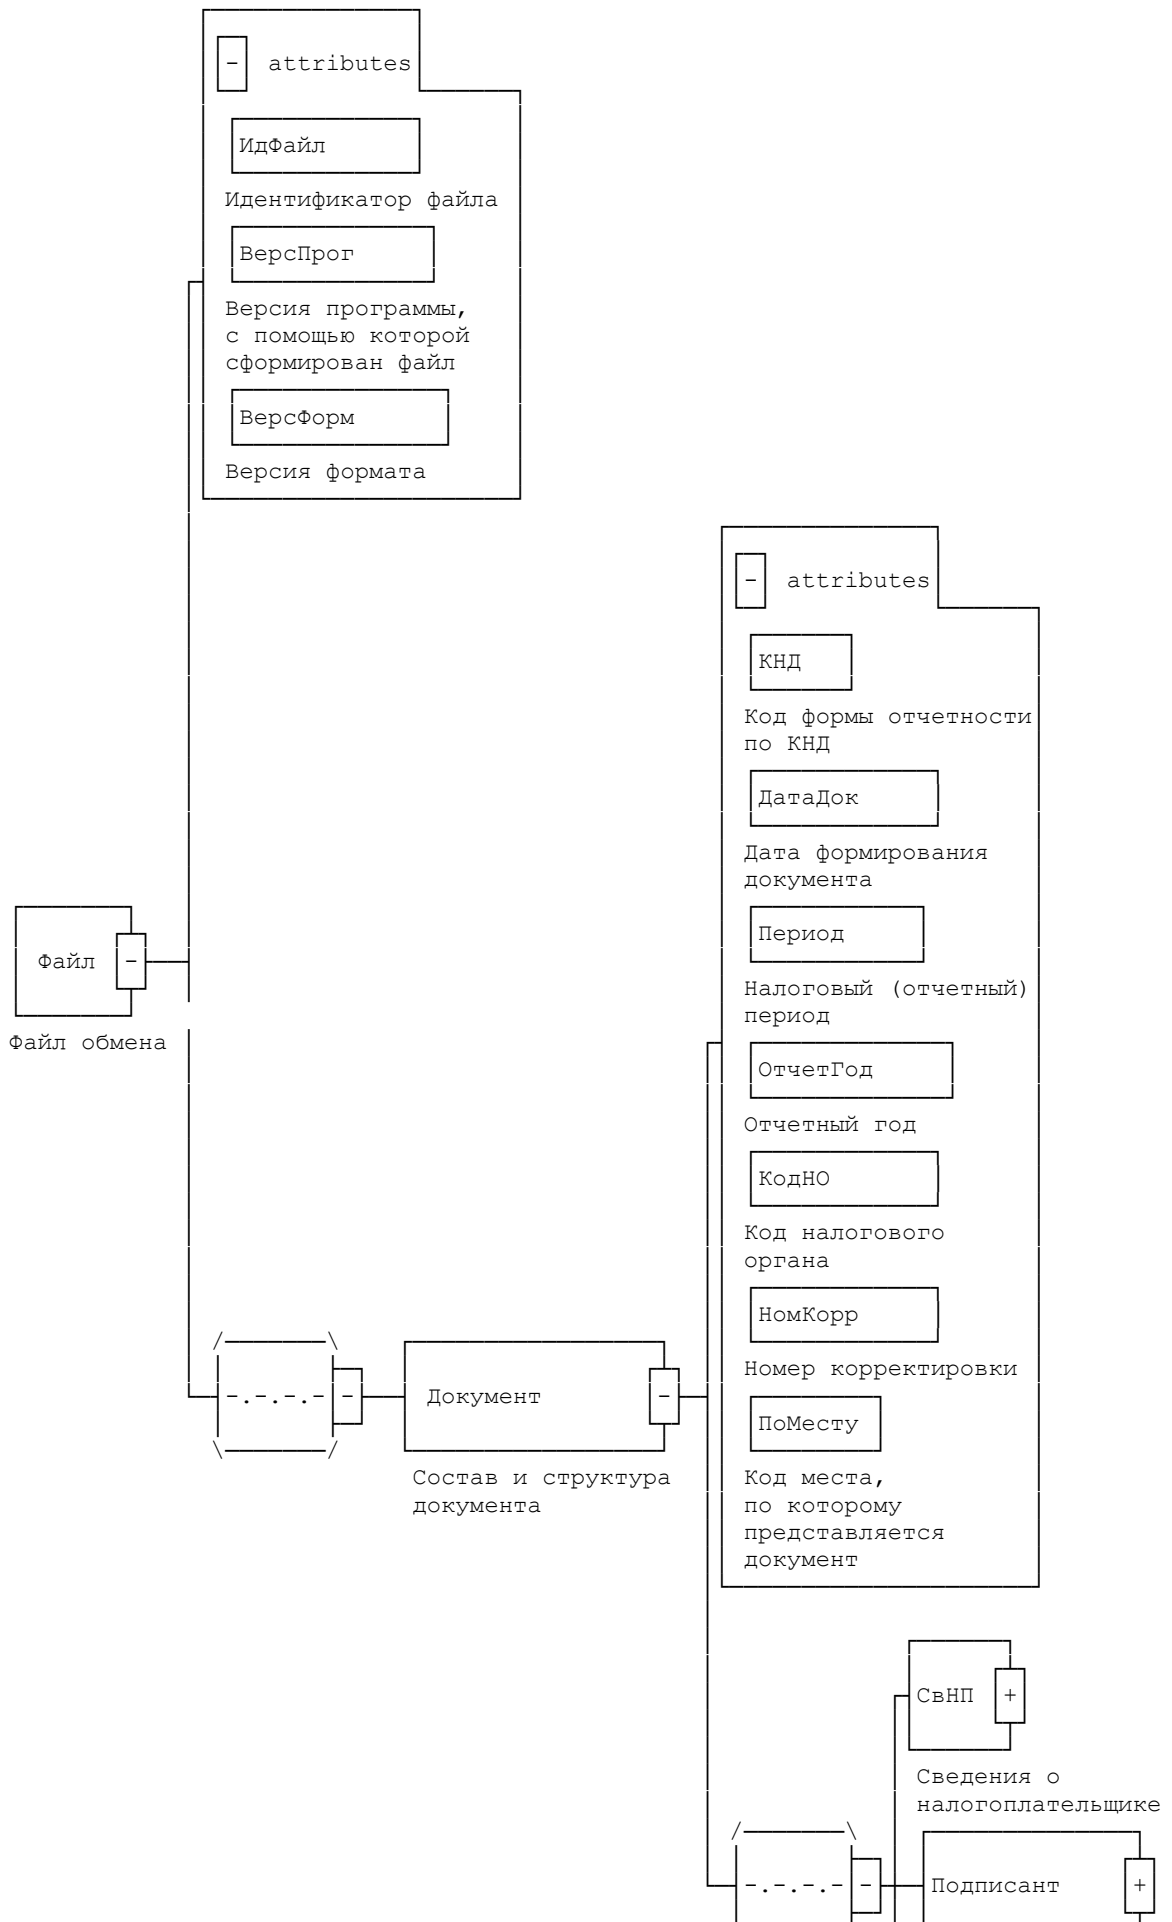 - attributes
ИдФайл
Идентификатор файла
ВерсПрог
Версия программы,
с помощью которой
сформирован файл
ВерсФорм
Версия формата
- attributes
КНД
Код формы отчетности
по КНД
ДатаДок
Дата формирования
документа
Период
Налоговый (отчетный)
период
Файл -
Файл обмена
ОтчетГод
Отчетный год
КодНО
Код налогового
органа
НомКорр
Номер корректировки
-.-.-.- -
Документ -
Состав и структура
документа
ПоМесту
Код места,
по которому
представляется
документ
СвНП +
Сведения о
налогоплательщике
-.-.-.- -
Подписант +